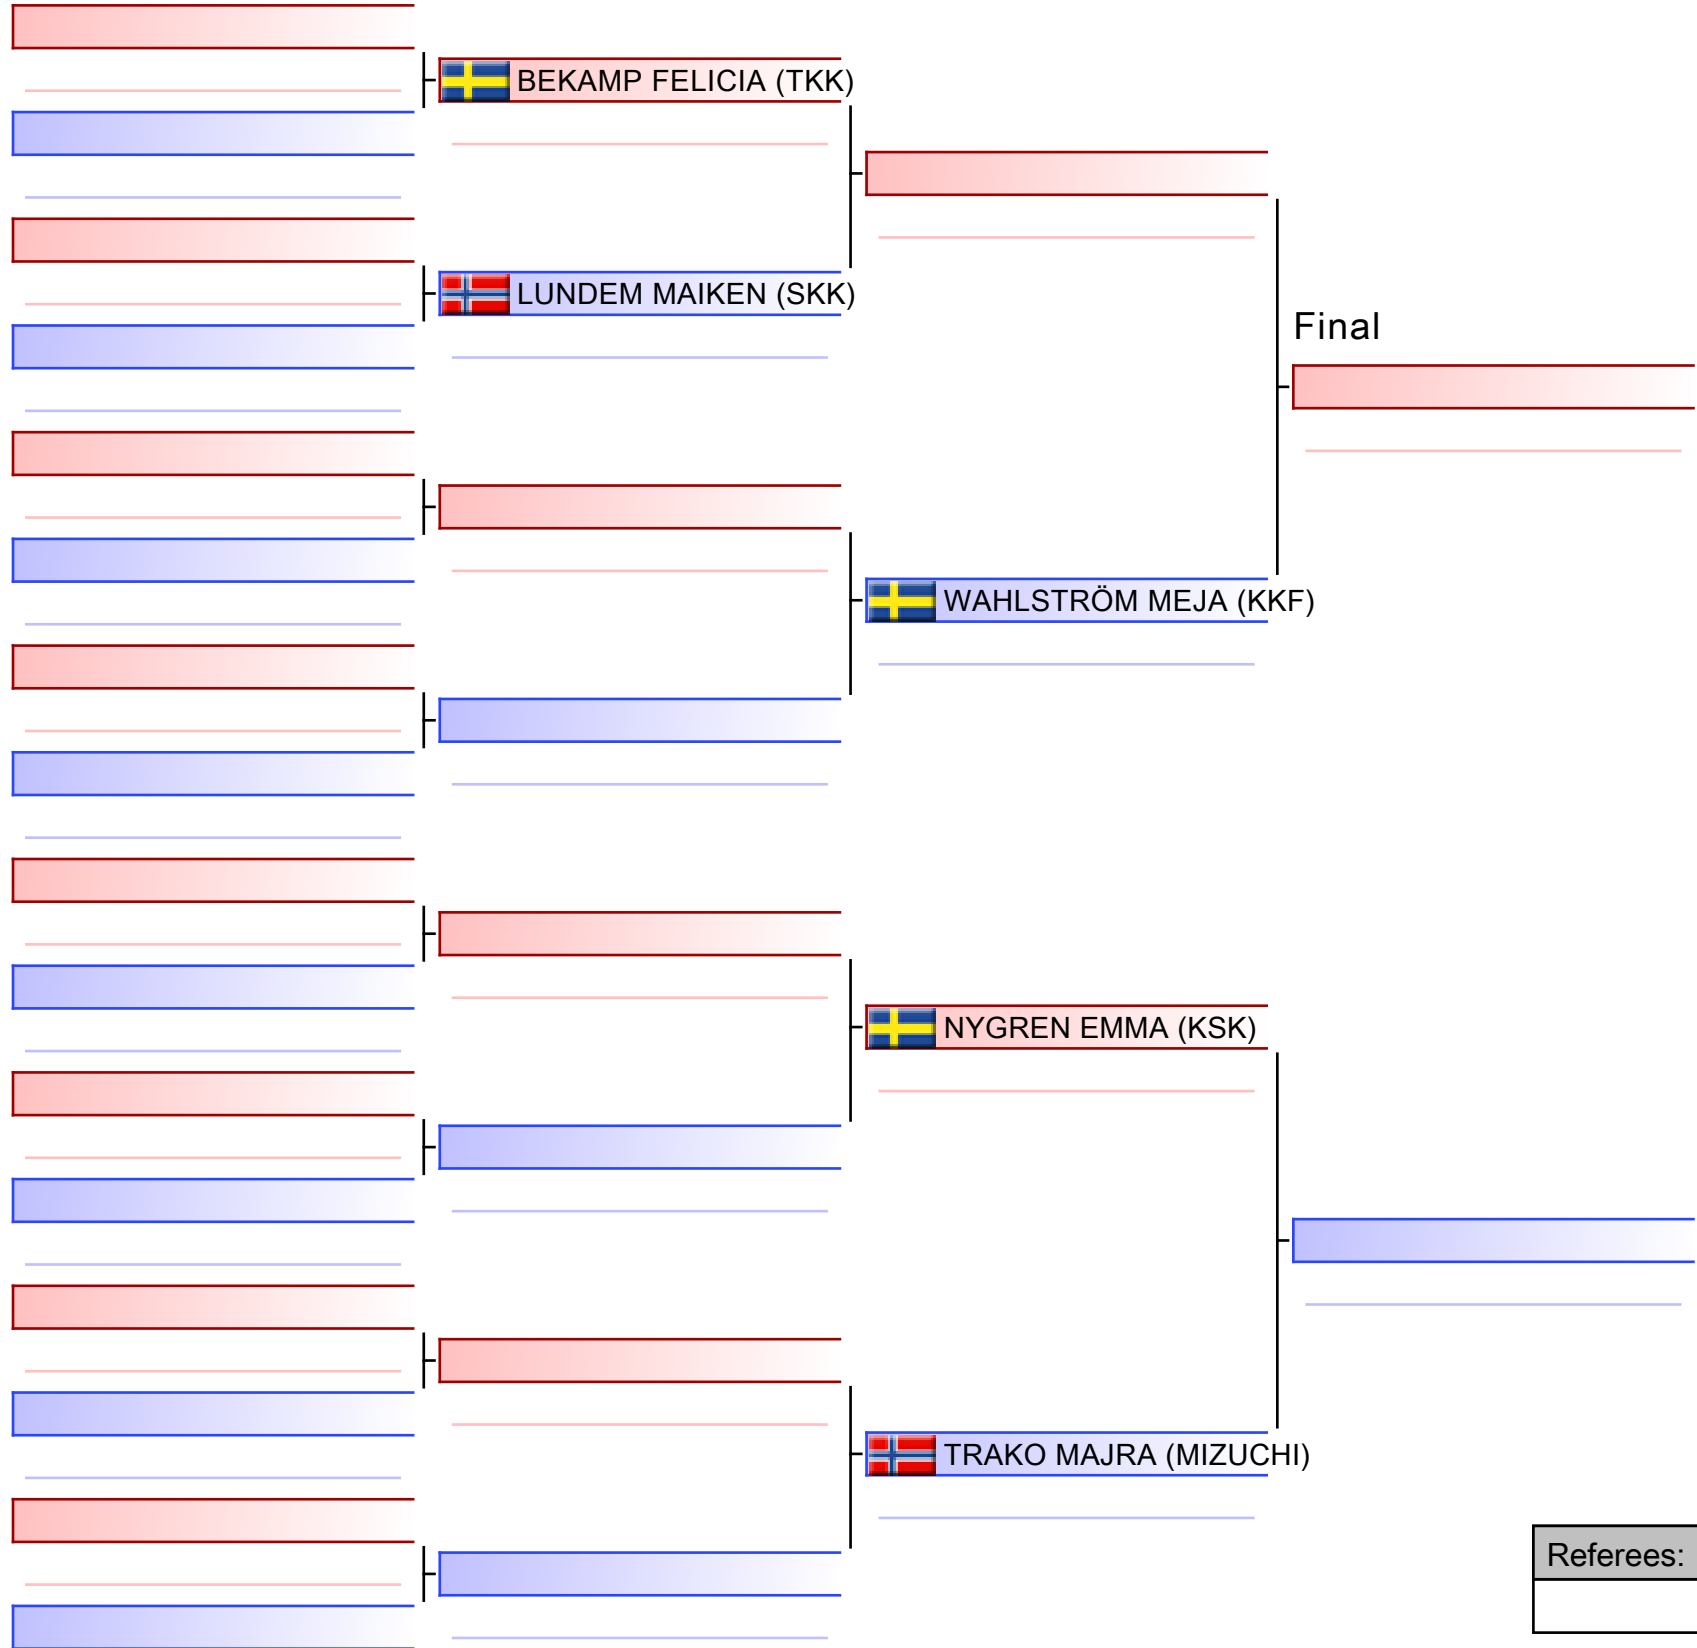 BEKAMP FELICIA (TKK)
LUNDEM MAIKEN (SKK)
Final
WAHLSTRÖM MEJA (KKF)
NYGREN EMMA (KSK)
TRAKO MAJRA (MIZUCHI)
Referees: